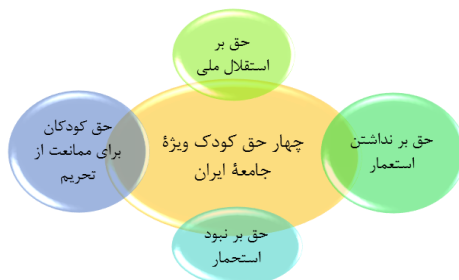 حق بر
استقلال ملی
چهار حق کودک ویژۀ
جامعۀ ایران
حق بر نداشتن
استعمار
حق کودکان
برای ممانعت از
تحریم
حق بر نبود
استحمار